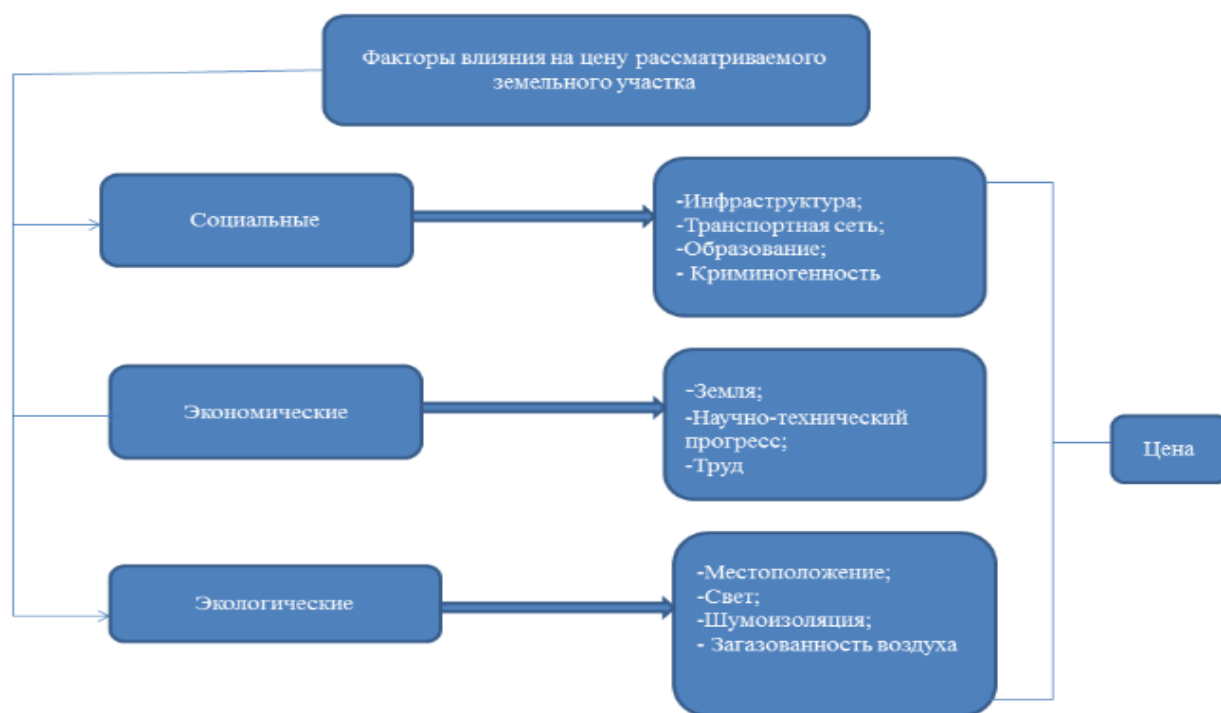 Факторы влияния на цену рассматриваемого
земельного участка
Социальные
-Инфраструктура;
-Транспортная сеть;
-Образование;
- Криминогенность
Экономические
-Земля;
-Научно-технический
прогресс;
-Труд
Цена
Экологические
-Местоположение;
-Свет;
-Шумоизоляция;
- Загазованность воздуха